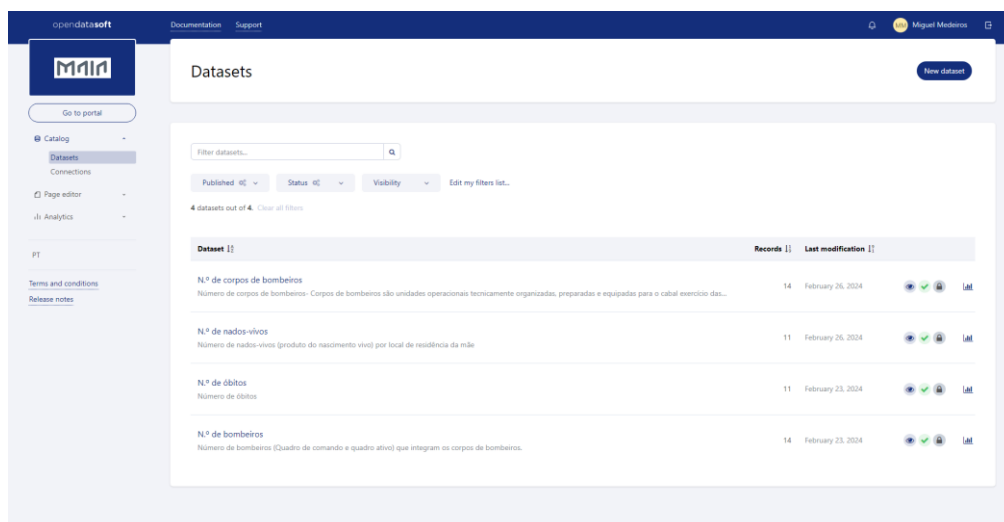 opendatasoft
Documentation Support
MM Miguel Medeiros
MAIA
Datasets
New dataset
Go to portal
Catalog
Datasets
Connections
Page editor
Analytics
PT
Terms and conditions
Release notes
Filter datasets...
Published Status Visibility Edit my filters list...
4 datasets out of 4. Clear all filters
Dataset Records Last modification
N.º de corpos de bombeiros
Número de corpos de bombeiros- Corpos de bombeiros são unidades operacionais tecnicamente organizadas, preparadas e equipadas para o cabal exercício das...
14 February 26, 2024
N.º de nados-vivos
Número de nados-vivos (produto do nascimento vivo) por local de residência da mãe
11 February 26, 2024
N.º de óbitos
Número de óbitos
11 February 23, 2024
N.º de bombeiros
Número de bombeiros (Quadro de comando e quadro ativo) que integram os corpos de bombeiros.
14 February 23, 2024